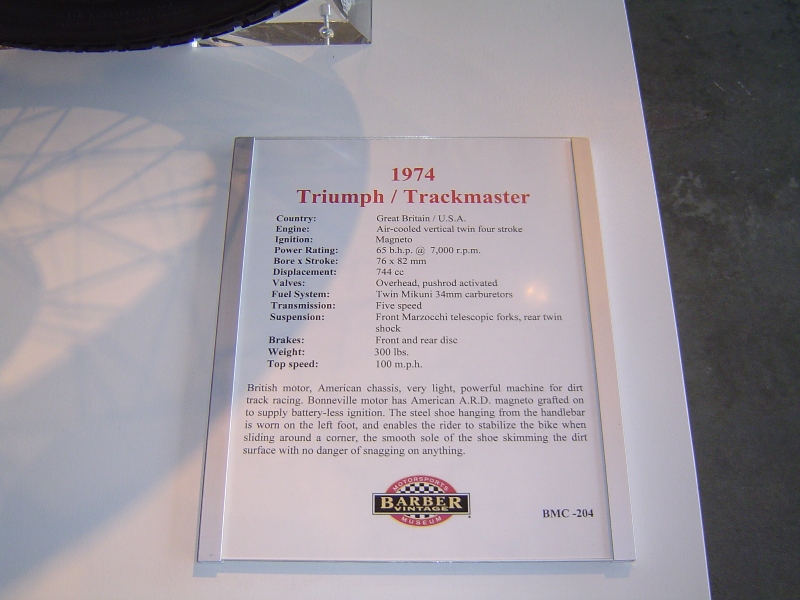 1974
Triumph / Trackmaster
Country: Great Britain / U.S.A.
Engine: Air-cooled vertical twin four stroke
Ignition: Magneto
Power Rating: 65 b.h.p. @ 7,000 r.p.m.
Bore x Stroke: 76 x 82 mm
Displacement: 744 cc
Valves: Overhead, pushrod activated
Fuel System: Twin Mikuni 34mm carburetors
Transmission: Five speed
Suspension: Front Marzocchi telescopic forks, rear twin
shock
Brakes: Front and rear disc
Weight: 300 lbs.
Top speed: 100 m.p.h.
British motor, American chassis, very light, powerful machine for dirt
track racing. Bonneville motor has American A.R.D. magneto grafted on
to supply battery-less ignition. The steel shoe hanging from the handlebar
is worn on the left foot, and enables the rider to stabilize the bike when
sliding around a corner, the smooth sole of the shoe skimming the dirt
surface with no danger of snagging on anything.
MOTORSPORTS
BARBER
VINTAGE
MUSEUM
BMC -204